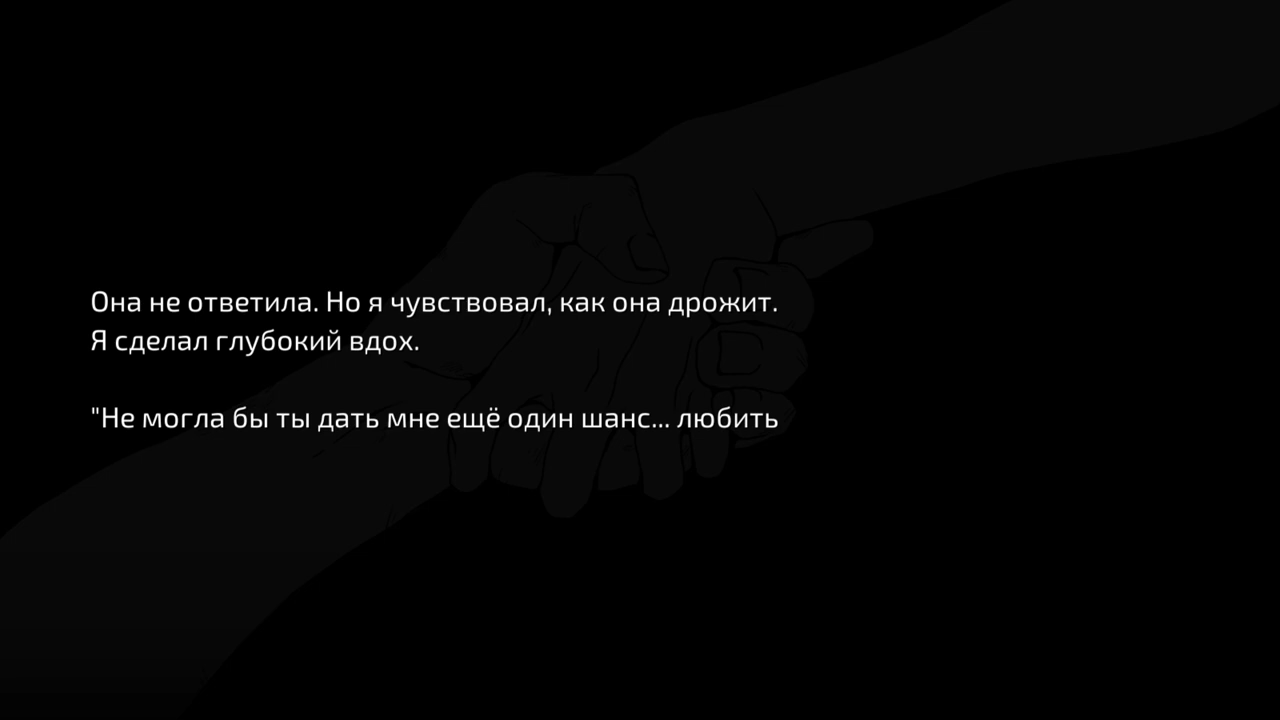 Она не ответила. Но я чувствовал, как она дрожит.
Я сделал глубокий вдох.
"Не могла бы ты дать мне ещё один шанс... любить